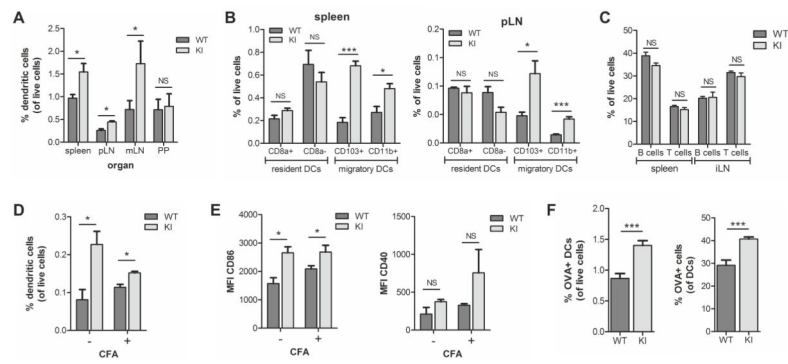 A
% dendritic cells
(of live cells)
2.0
1.5
1.0
0.5
0.0
*
*
*
NS
WT
KI
spleen pLN mLN PP
organ
B
spleen
% of live cells
1.0
0.8
0.6
0.4
0.2
0.0
NS
NS
***
*
WT
KI
CD8a+ CD8a- CD103+ CD11b+
resident DCs migratory DCs
pLN
% of live cells
0.20
0.15
0.10
0.05
0.00
NS
NS
*
***
WT
KI
CD8a+ CD8a- CD103+ CD11b+
resident DCs migratory DCs
C
% of live cells
50
40
30
20
10
0
NS
NS
NS
NS
WT
KI
B cells T cells B cells T cells
spleen iLN
D
% dendritic cells
(of live cells)
0.3
0.2
0.1
0.0
*
*
WT
KI
- +
CFA
E
MFI CD86
4000
3000
2000
1000
0
*
*
WT
KI
- +
CFA
MFI CD40
1500
1000
500
0
NS
NS
WT
KI
- +
CFA
F
% OVA+ DCs
(of live cells)
2.0
1.5
1.0
0.5
0.0
***
WT KI
% OVA+ cells
(of DCs)
50
40
30
20
10
0
***
WT KI